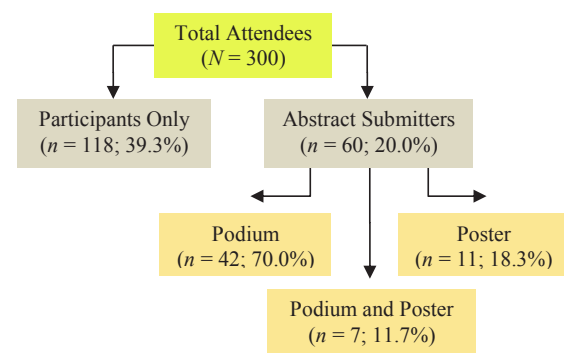 Total Attendees
(N = 300)
Participants Only
(n = 118; 39.3%)
Abstract Submitters
(n = 60; 20.0%)
Podium
(n = 42; 70.0%)
Poster
(n = 11; 18.3%)
Podium and Poster
(n = 7; 11.7%)